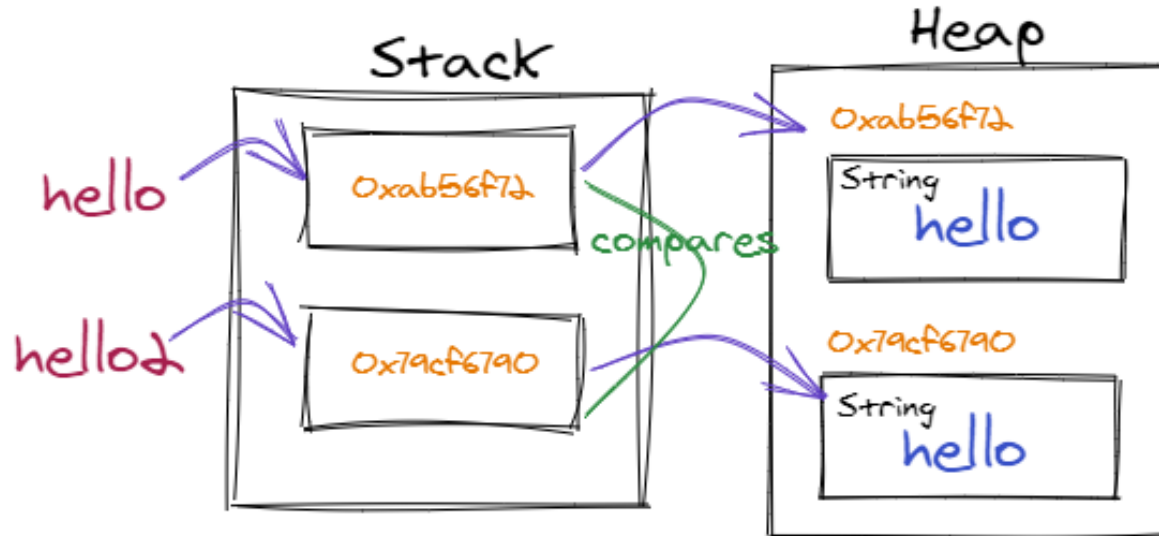 Stack
Heap
hello
0xab56f72
0xab56f72
String
hello
compares
hello2
0x79cf6790
0x79cf6790
String
hello